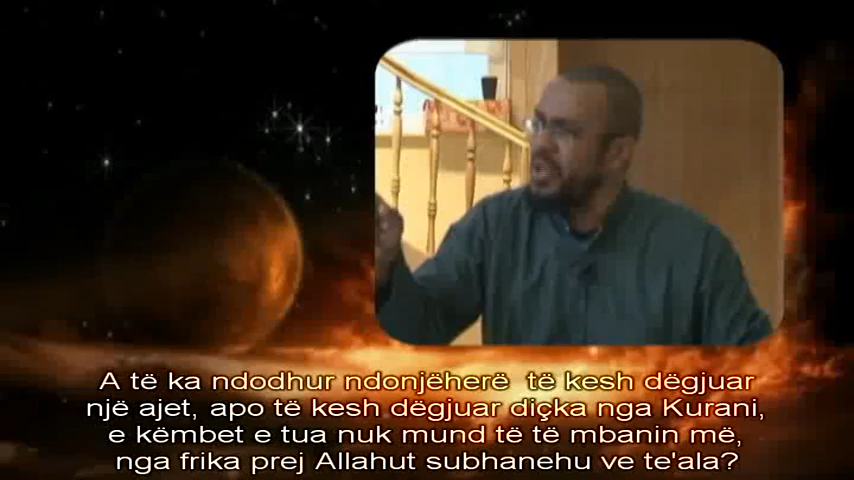 A të ka ndodhur ndonjëherë të kesh dëgjuar
një ajet, apo të kesh dëgjuar diçka nga Kurani,
e këmbet e tua nuk mund të të mbanin më,
nga frika prej Allahut subhanehu ve te'ala?